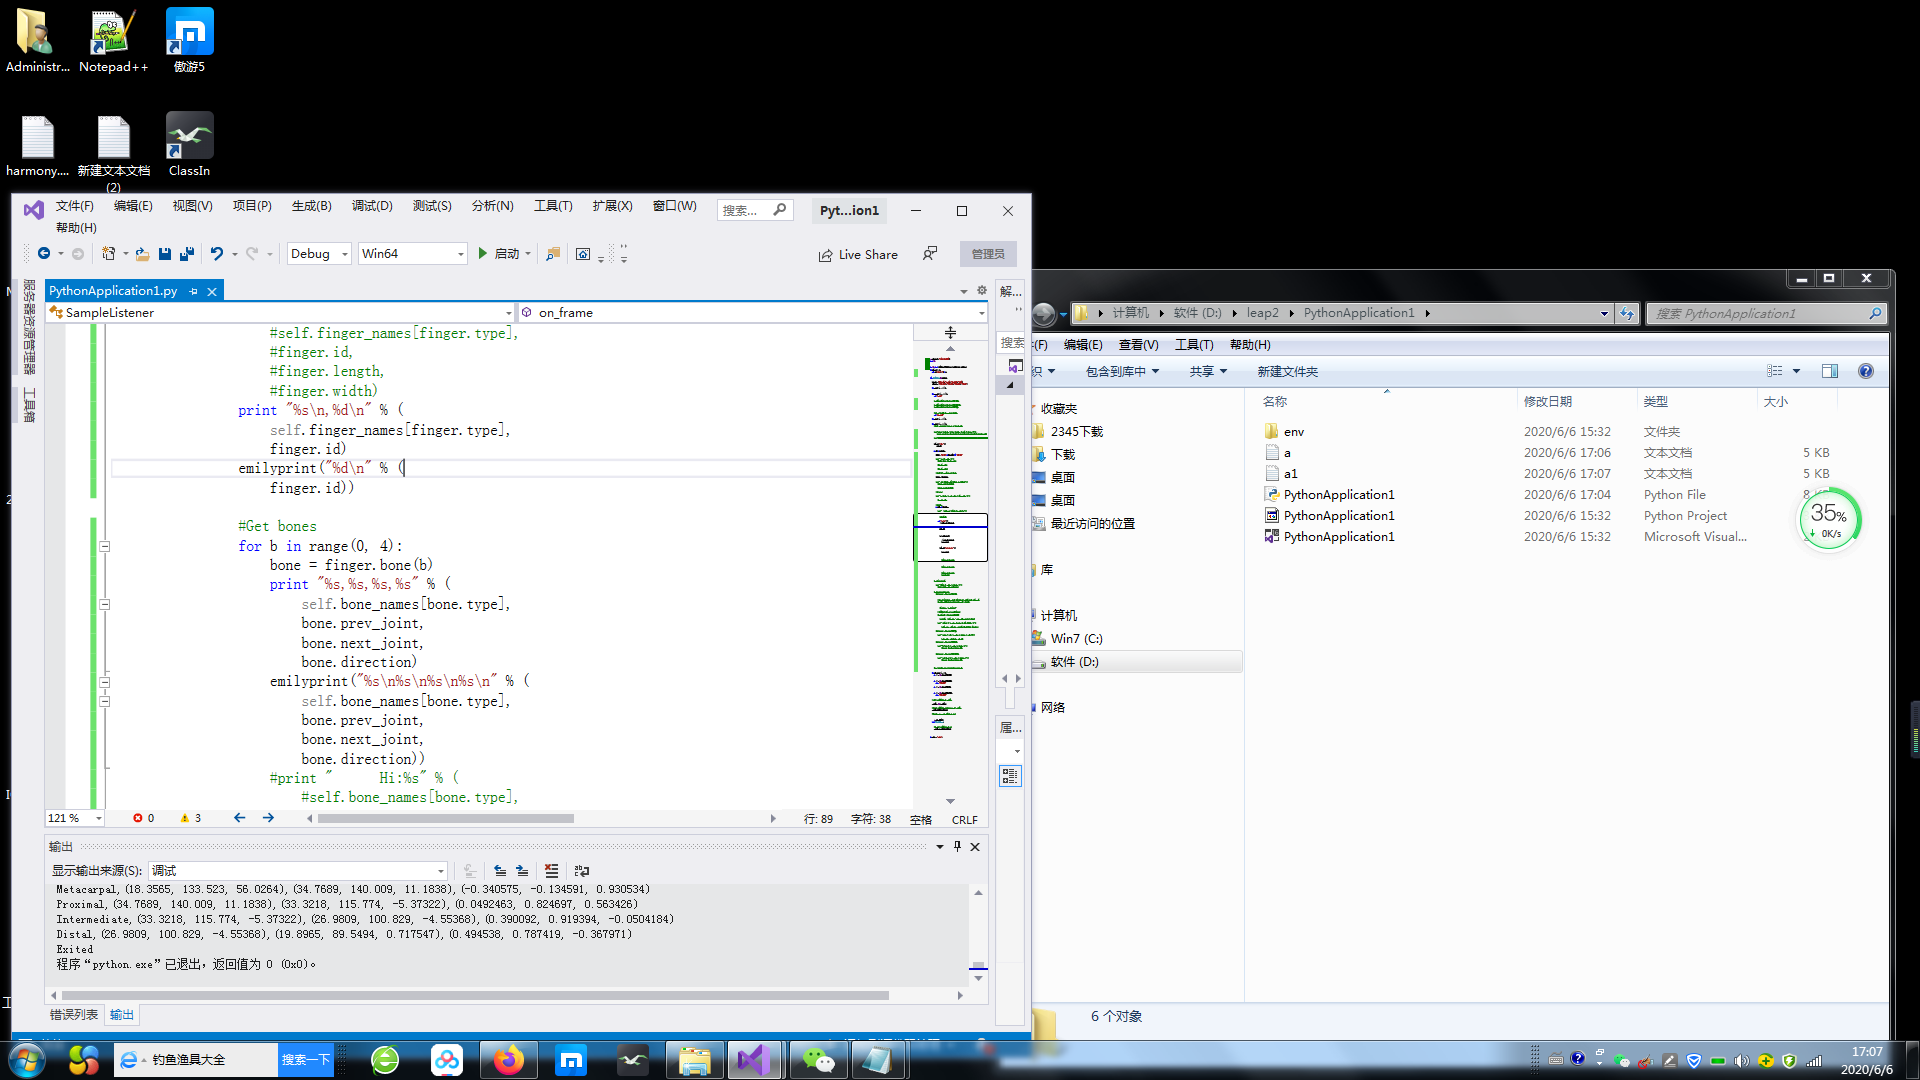 Administr...
Notepad++
傲游5
harmony....
新建文本文档
(2)
ClassIn
文件(F) 编辑(E) 视图(V) 项目(P) 生成(B) 调试(D) 测试(S) 分析(N) 工具(T) 扩展(X) 窗口(W) 搜索... Pyt...ion1
帮助(H)
Debug Win64 启动 Live Share 管理员
服务器资源管理器
工具箱
PythonApplication1.py
SampleListener on_frame
#self.finger_names[finger.type],
#finger.id,
#finger.length,
#finger.width)
print "%s\n,%d\n" % (
self.finger_names[finger.type],
finger.id)
emilyprint("%d\n" % (
finger.id))
#Get bones
for b in range(0, 4):
bone = finger.bone(b)
print "%s,%s,%s,%s" % (
self.bone_names[bone.type],
bone.prev_joint,
bone.next_joint,
bone.direction)
emilyprint("%s\n%s\n%s\n%s\n" % (
self.bone_names[bone.type],
bone.prev_joint,
bone.next_joint,
bone.direction))
#print "      Hi:%s" % (
#self.bone_names[bone.type],
121 % 0 3 行: 89 字符: 38 空格 CRLF
解...
搜索
属...
输出
显示输出来源(S): 调试
Metacarpal,(18.3565, 133.523, 56.0264),(34.7689, 140.009, 11.1838),(-0.340575, -0.134591, 0.930534)
Proximal,(34.7689, 140.009, 11.1838),(33.3218, 115.774, -5.37322),(0.0492463, 0.824697, 0.563426)
Intermediate,(33.3218, 115.774, -5.37322),(26.9809, 100.829, -4.55368),(0.390092, 0.919394, -0.0504184)
Distal,(26.9809, 100.829, -4.55368),(19.8965, 89.5494, 0.717547),(0.494538, 0.787419, -0.367971)
Exited
程序“python.exe”已退出，返回值为 0 (0x0)。
错误列表 输出
计算机 软件 (D:) leap2 PythonApplication1 搜索 PythonApplication1
(F) 编辑(E) 查看(V) 工具(T) 帮助(H)
织 包含到库中 共享 新建文件夹
收藏夹
2345下载
下载
桌面
桌面
最近访问的位置
库
计算机
Win7 (C:)
软件 (D:)
网络
名称 修改日期 类型 大小
env 2020/6/6 15:32 文件夹
a 2020/6/6 17:06 文本文档 5 KB
a1 2020/6/6 17:07 文本文档 5 KB
PythonApplication1 2020/6/6 17:04 Python File 8
PythonApplication1 2020/6/6 15:32 Python Project
PythonApplication1 2020/6/6 15:32 Microsoft Visual...
35%
0K/s
6 个对象
钓鱼渔具大全 搜索一下
17:07
2020/6/6